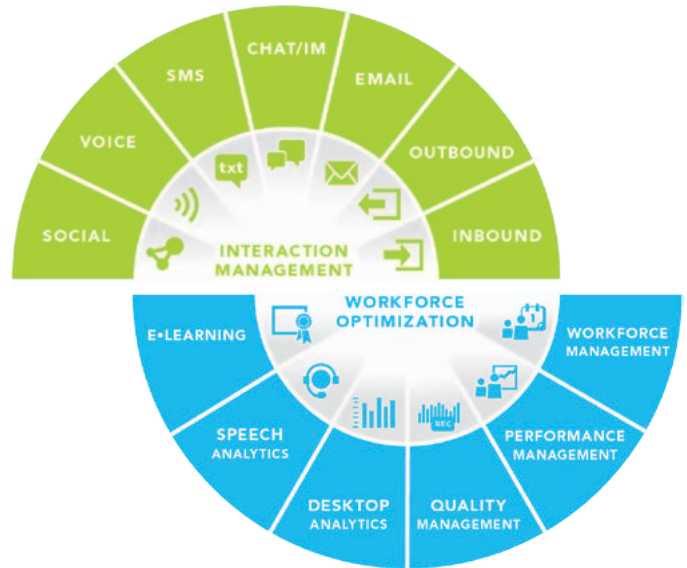 CHAT/IM
SMS
EMAIL
VOICE
OUTBOUND
SOCIAL
INBOUND
txt
INTERACTION
MANAGEMENT
WORKFORCE
OPTIMIZATION
1
E•LEARNING
WORKFORCE
MANAGEMENT
REC
SPEECH
ANALYTICS
PERFORMANCE
MANAGEMENT
DESKTOP
ANALYTICS
QUALITY
MANAGEMENT